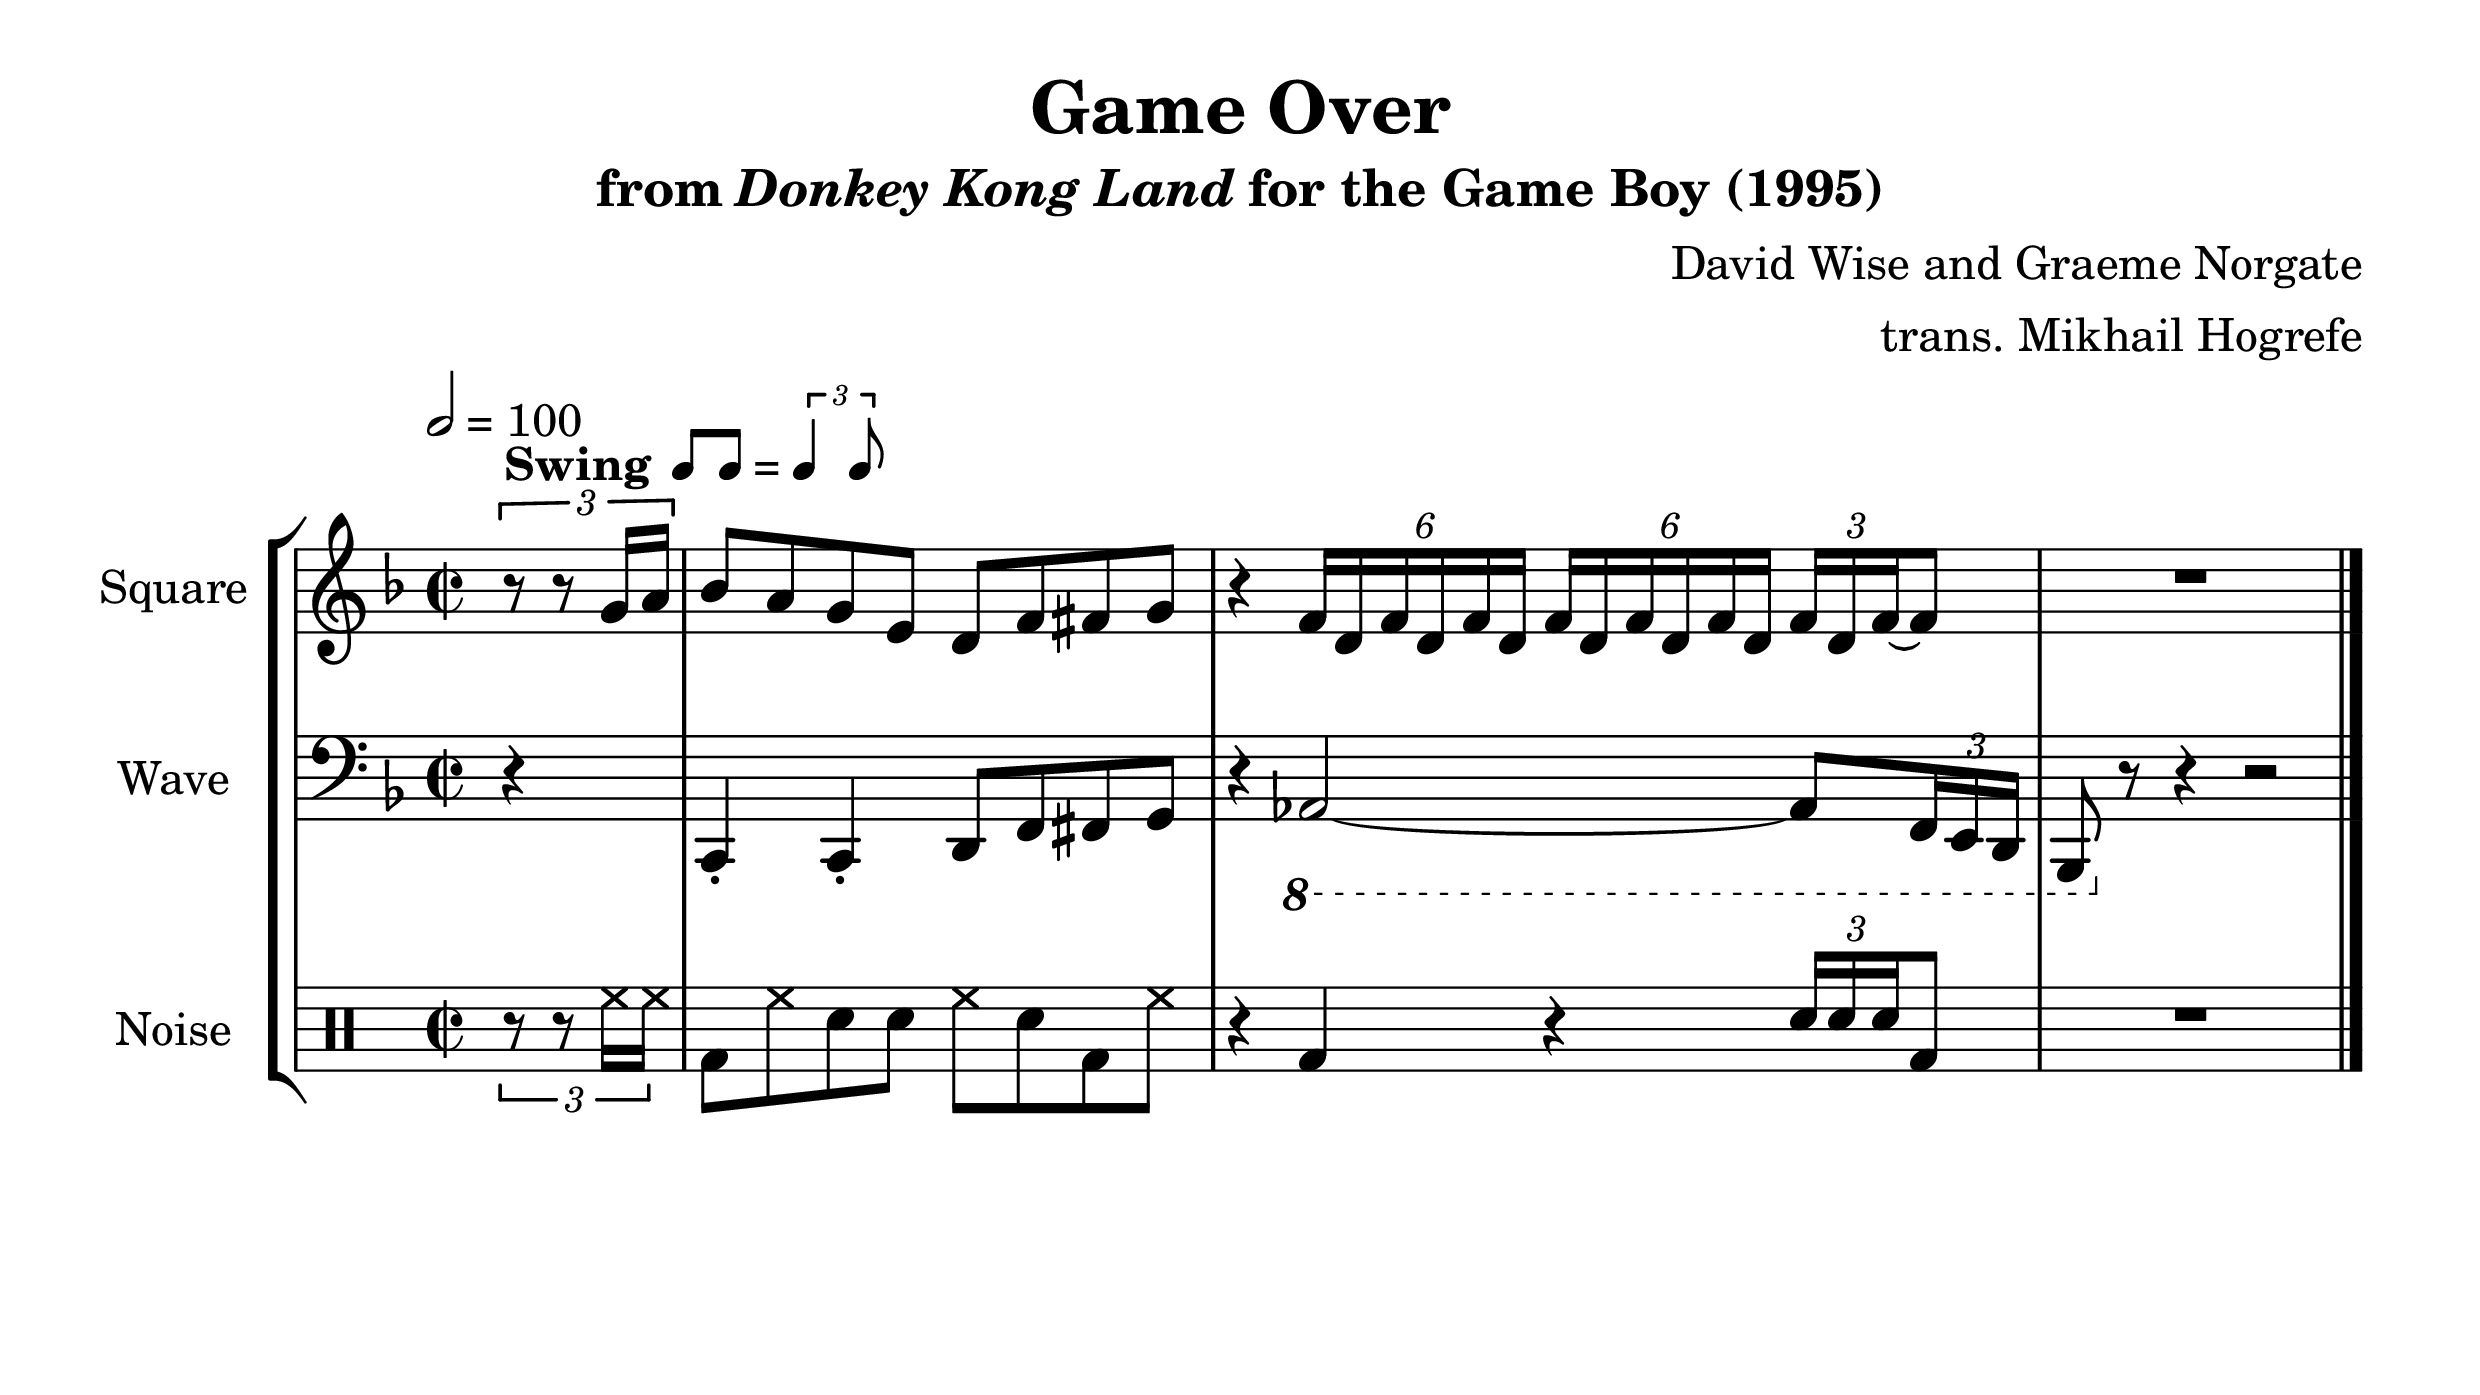 Game Over
from Donkey Kong Land for the Game Boy (1995)
David Wise and Graeme Norgate
trans. Mikhail Hogrefe
= 100
Swing = 3
3
Square
6 6 3
Wave
3
8
Noise
3
3